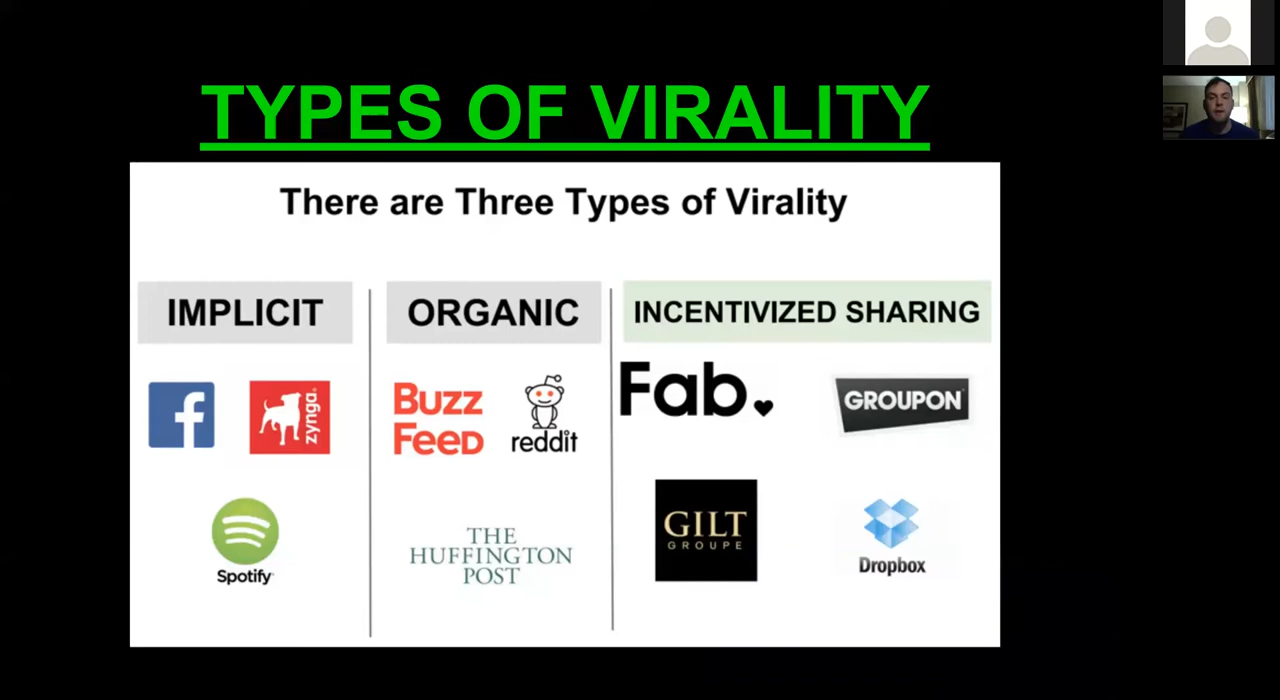 TYPES OF VIRALITY
There are Three Types of Virality
IMPLICIT
ORGANIC
INCENTIVIZED SHARING
f
zynga
Spotify
Buzz
FeeD
reddit
THE
HUFFINGTON
POST
Fab.
GROUPON
GILT
GROUPE
Dropbox